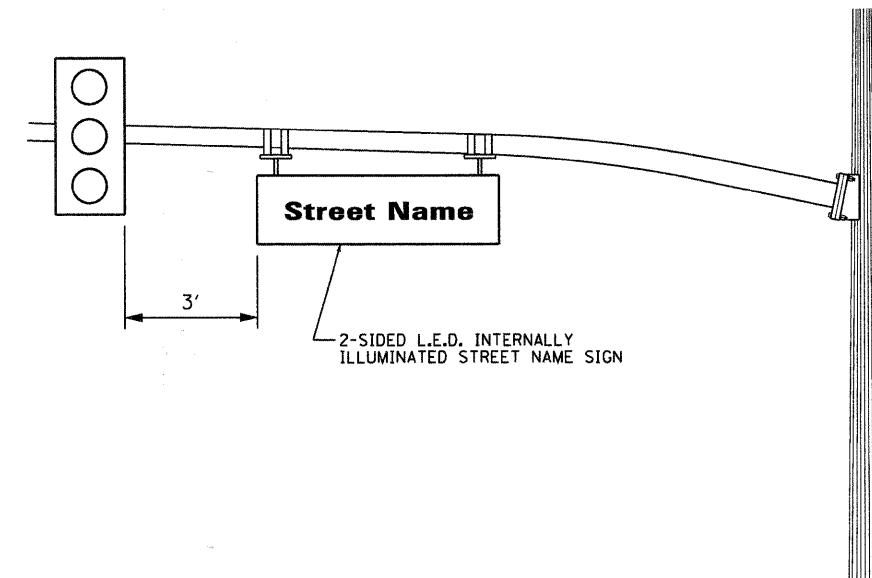 Street Name
3'
2-SIDED L.E.D. INTERNALLY
ILLUMINATED STREET NAME SIGN